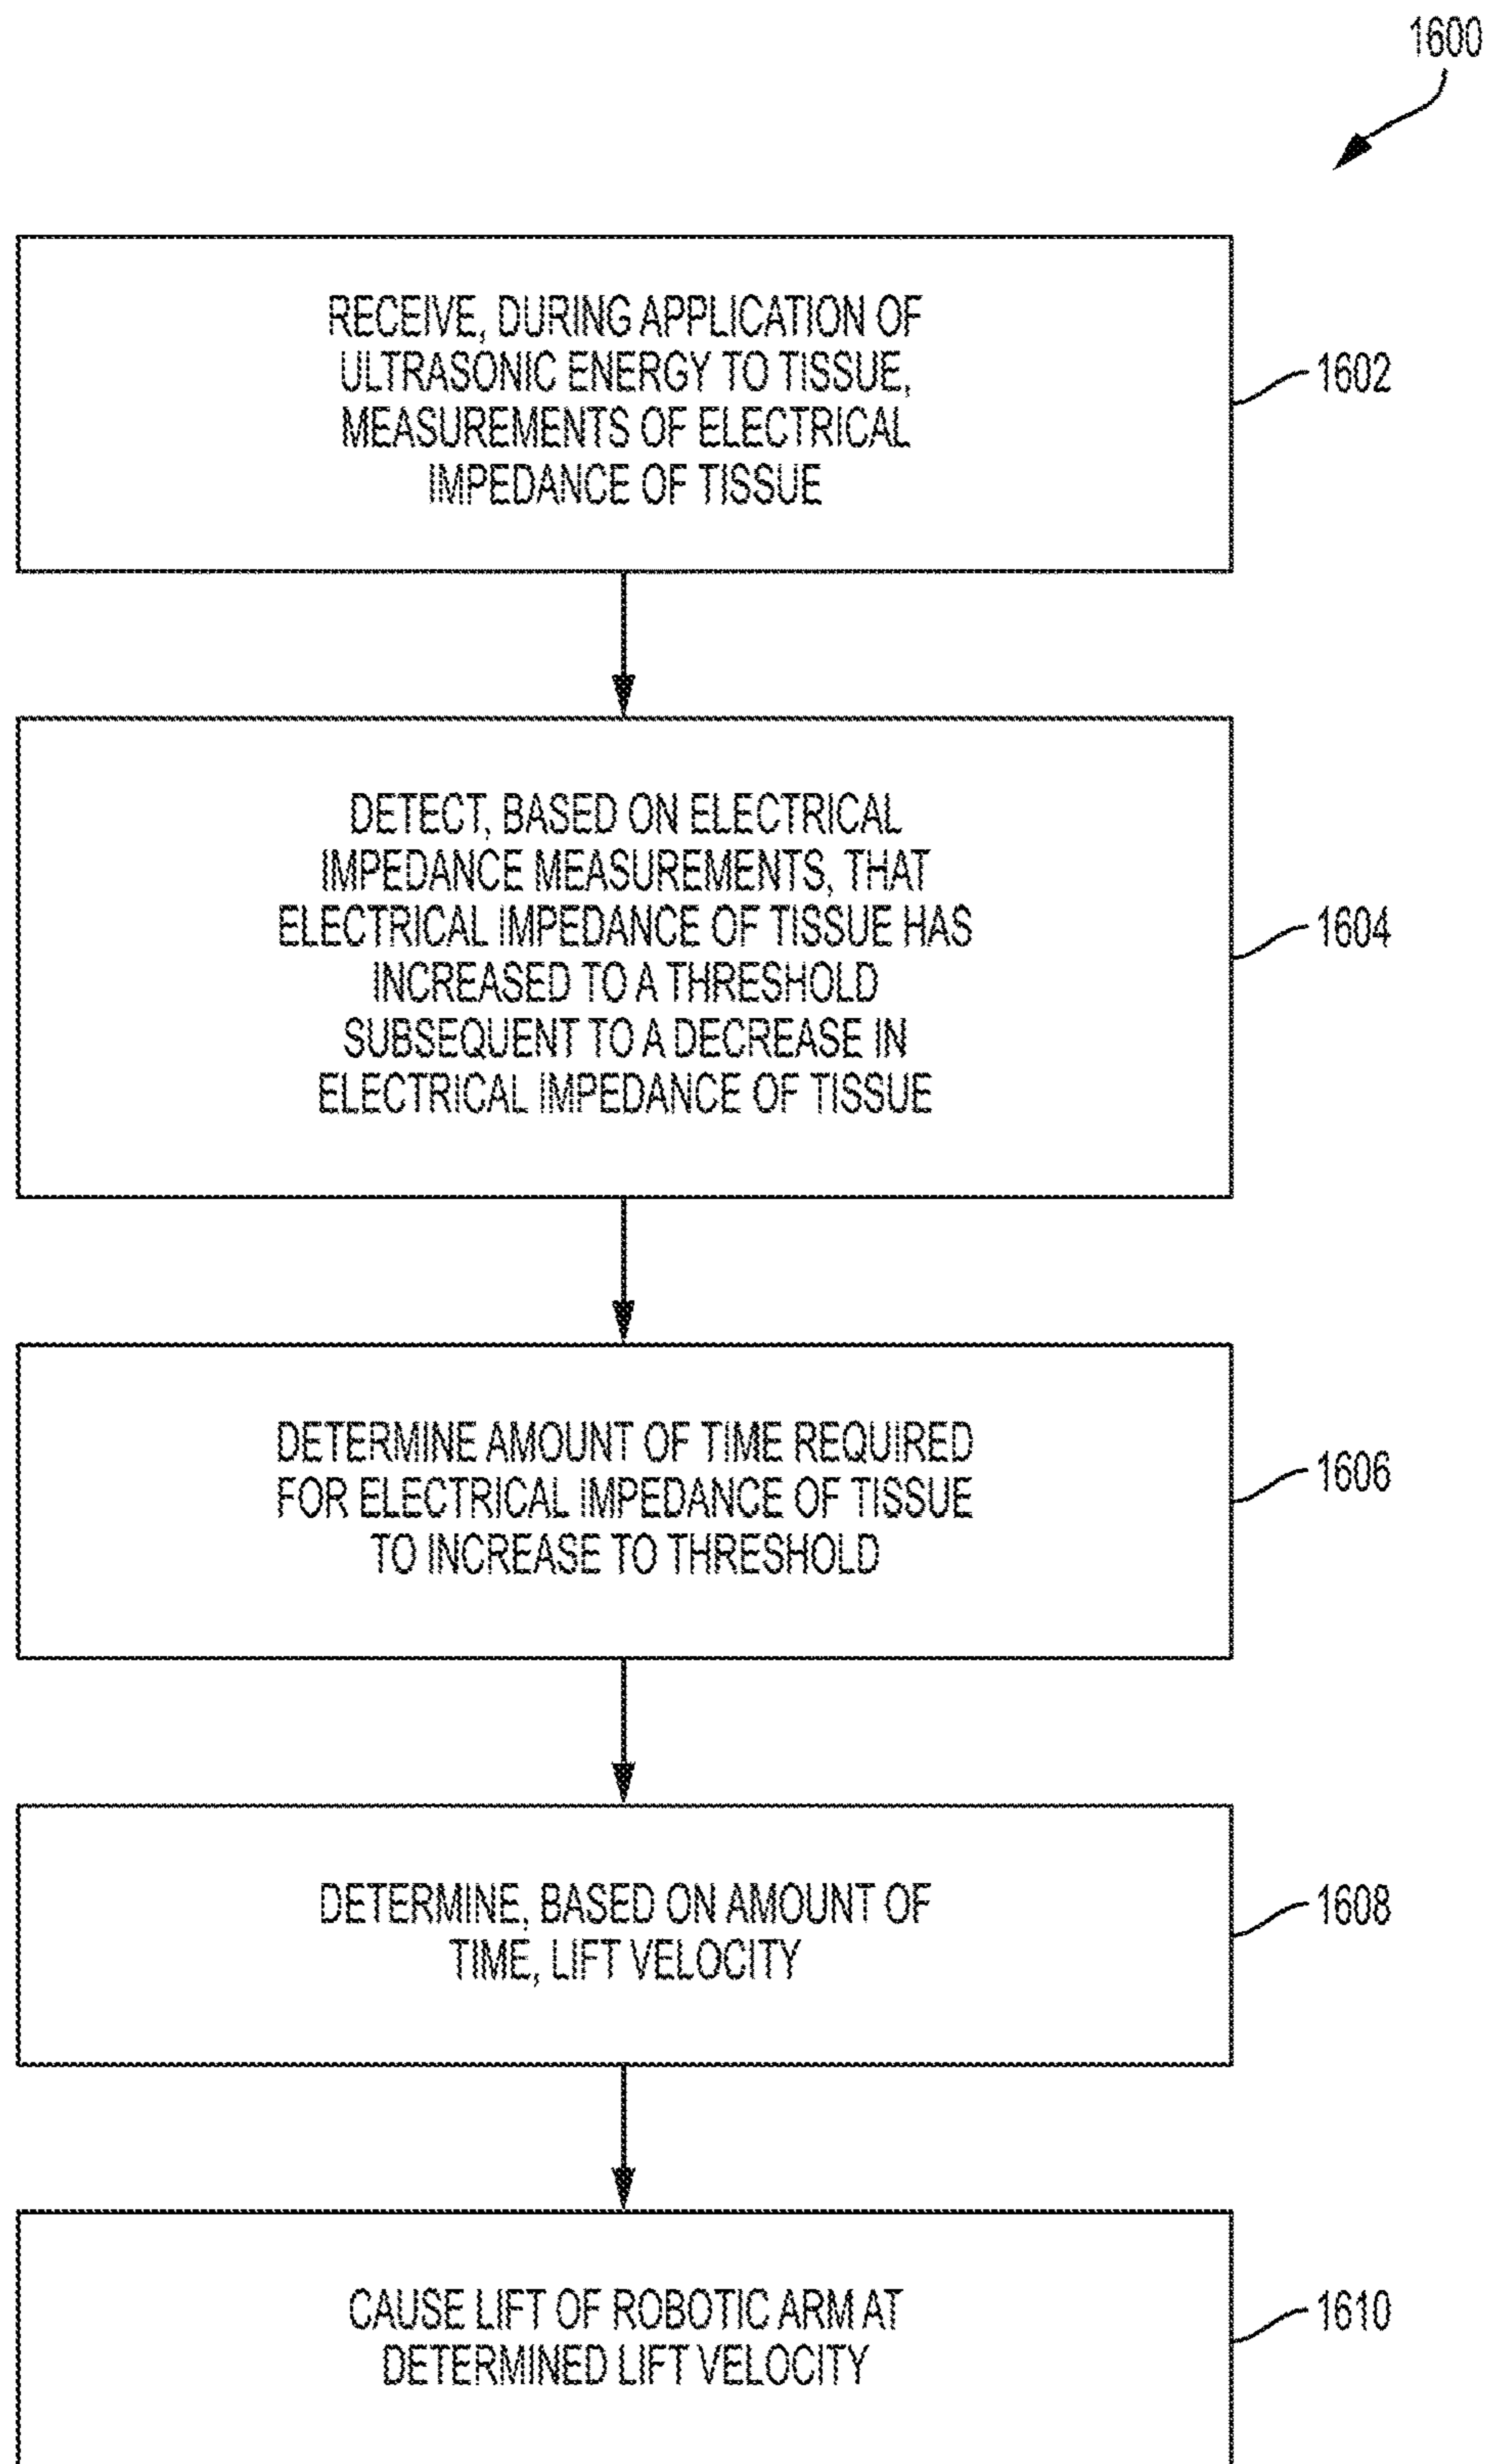 1600
RECEIVE, DURING APPLICATION OF
ULTRASONIC ENERGY TO TISSUE,
MEASUREMENTS OF ELECTRICAL
IMPEDANCE OF TISSUE
1602
DETECT, BASED ON ELECTRICAL
IMPEDANCE MEASUREMENTS, THAT
ELECTRICAL IMPEDANCE OF TISSUE HAS
INCREASED TO A THRESHOLD
SUBSEQUENT TO A DECREASE IN
ELECTRICAL IMPEDANCE OF TISSUE
1604
DETERMINE AMOUNT OF TIME REQUIRED
FOR ELECTRICAL IMPEDANCE OF TISSUE
TO INCREASE TO THRESHOLD
1606
DETERMINE, BASED ON AMOUNT OF
TIME, LIFT VELOCITY
1608
CAUSE LIFT OF ROBOTIC ARM AT
DETERMINED LIFT VELOCITY
1610